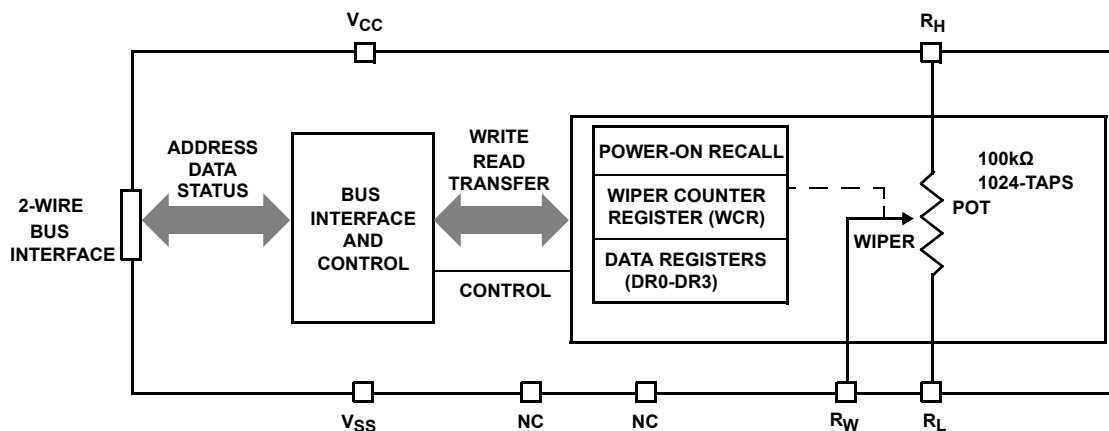 VCC
RH
ADDRESS
DATA
STATUS
2-WIRE
BUS
INTERFACE
BUS
INTERFACE
AND
CONTROL
WRITE
READ
TRANSFER
CONTROL
POWER-ON RECALL
WIPER COUNTER
REGISTER (WCR)
DATA REGISTERS
(DR0-DR3)
100kΩ
1024-TAPS
POT
WIPER
VSS
NC
NC
RW
RL